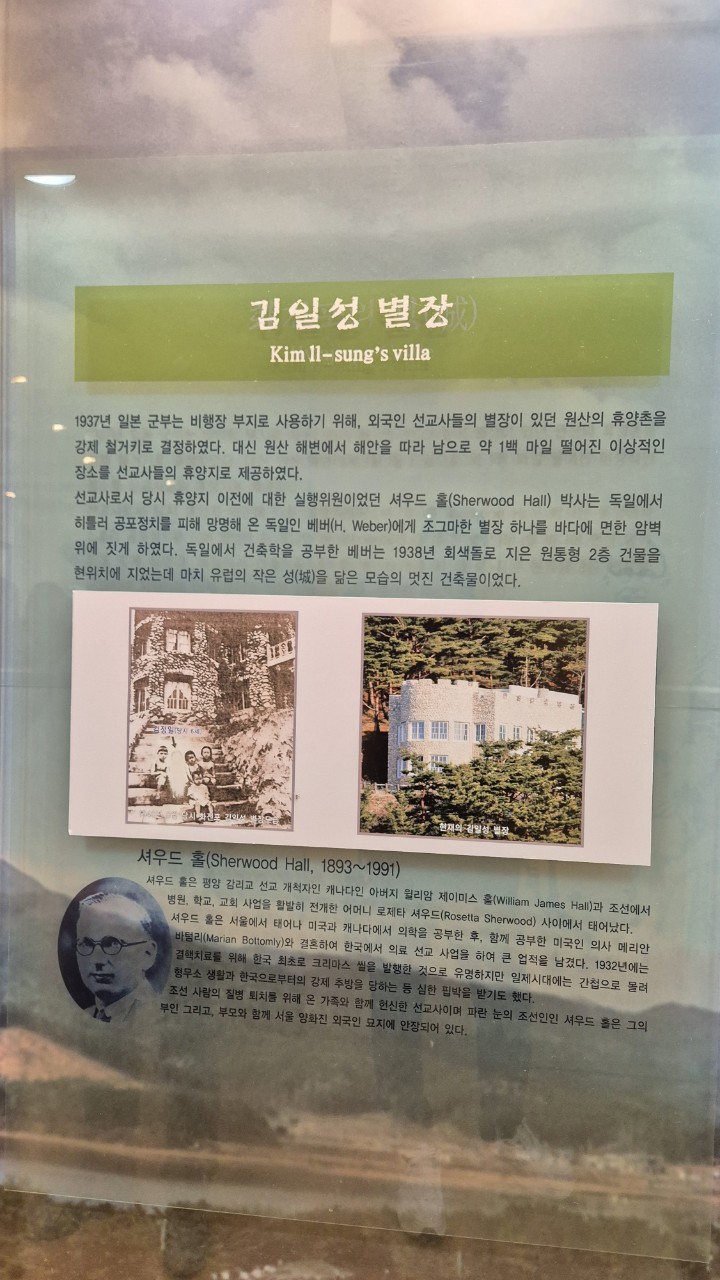 김일성 별장
Kim Il-sung's villa
1937년 일본 군부는 비행장 부지로 사용하기 위해, 외국인 선교사들의 별장이 있던 원산의 휴양촌을
강제 철거키로 결정하였다. 대신 원산 해변에서 해안을 따라 남으로 약 1백 마일 떨어진 이상적인
장소를 선교사들의 휴양지로 제공하였다.
선교사로서 당시 휴양지 이전에 대한 실행위원이었던 셔우드 홀(Sherwood Hall) 박사는 독일에서
히틀러 공포정치를 피해 망명해 온 독일인 베버(H. Weber)에게 조그마한 별장 하나를 바다에 면한 암벽
위에 짓게 하였다. 독일에서 건축학을 공부한 베버는 1938년 회색돌로 지은 원통형 2층 건물을
현위치에 지었는데 마치 유럽의 작은 성(城)을 닮은 모습의 멋진 건축물이었다.
김정일(당시 6세)
화진포 김일성 별장모습
현재의 김일성 별장
셔우드 홀(Sherwood Hall, 1893~1991)
셔우드 홀은 평양 감리교 선교 개척자인 캐나다인 아버지 윌리암 제이미스 홀(William James Hall)과 조선에서
병원, 학교, 교회 사업을 활발히 전개한 어머니 로제타 셔우드(Rosetta Sherwood) 사이에서 태어났다.
셔우드 홀은 서울에서 태어나 미국과 캐나다에서 의학을 공부한 후, 함께 공부한 미국인 의사 메리안
바텀리(Marian Bottomly)와 결혼하여 한국에서 의료 선교 사업을 하여 큰 업적을 남겼다. 1932년에는
결핵치료를 위해 한국 최초로 크리마스 씰을 발행한 것으로 유명하지만 일제시대에는 간첩으로 몰려
형무소 생활과 한국으로부터의 강제 추방을 당하는 등 심한 핍박을 받기도 했다.
조선 사람의 질병 퇴치를 위해 온 가족와 함께 헌신한 선교사이며 파란 눈의 조선인인 셔우드 홀은 그의
부인 그리고, 부모와 함께 서울 양화진 외국인 묘지에 안장되어 있다.